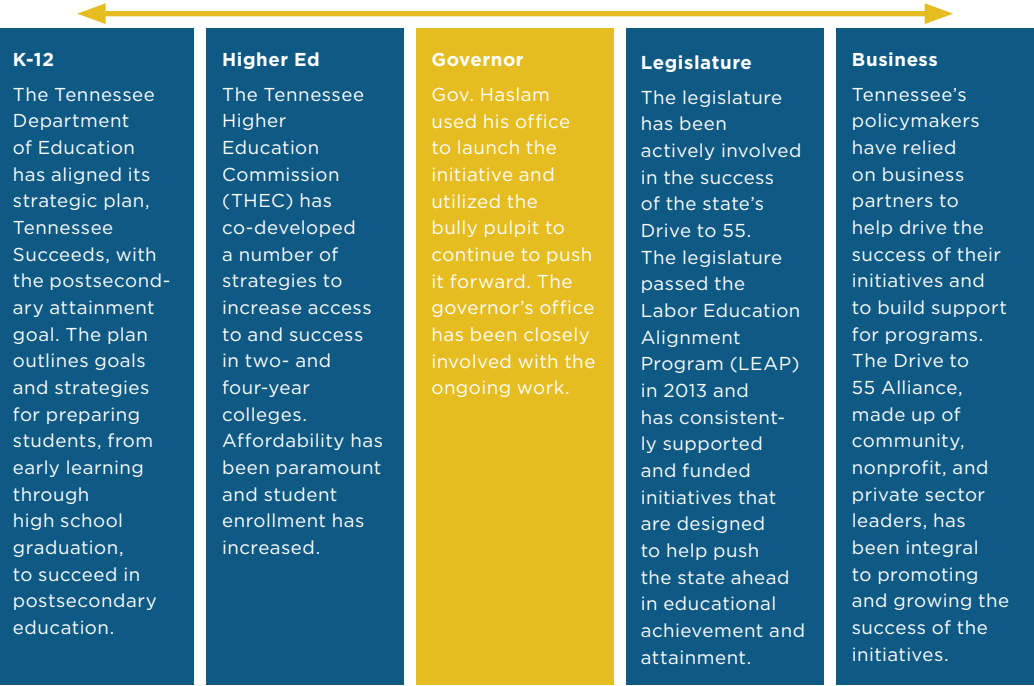 K-12
The Tennessee
Department
of Education
has aligned its
strategic plan,
Tennessee
Succeeds, with
the postsecond-
ary attainment
goal. The plan
outlines goals
and strategies
for preparing
students, from
early learning
through
high school
graduation,
to succeed in
postsecondary
education.
Higher Ed
The Tennessee
Higher
Education
Commission
(THEC) has
co-developed
a number of
strategies to
increase access
to and success
in two- and
four-year
colleges.
Affordability has
been paramount
and student
enrollment has
increased.
Governor
Gov. Haslam
used his office
to launch the
initiative and
utilized the
bully pulpit to
continue to push
it forward. The
governor’s office
has been closely
involved with the
ongoing work.
Legislature
The legislature
has been
actively involved
in the success
of the state’s
Drive to 55.
The legislature
passed the
Labor Education
Alignment
Program (LEAP)
in 2013 and
has consistent-
ly supported
and funded
initiatives that
are designed
to help push
the state ahead
in educational
achievement and
attainment.
Business
Tennessee’s
policymakers
have relied
on business
partners to
help drive the
success of their
initiatives and
to build support
for programs.
The Drive to
55 Alliance,
made up of
community,
nonprofit, and
private sector
leaders, has
been integral
to promoting
and growing the
success of the
initiatives.